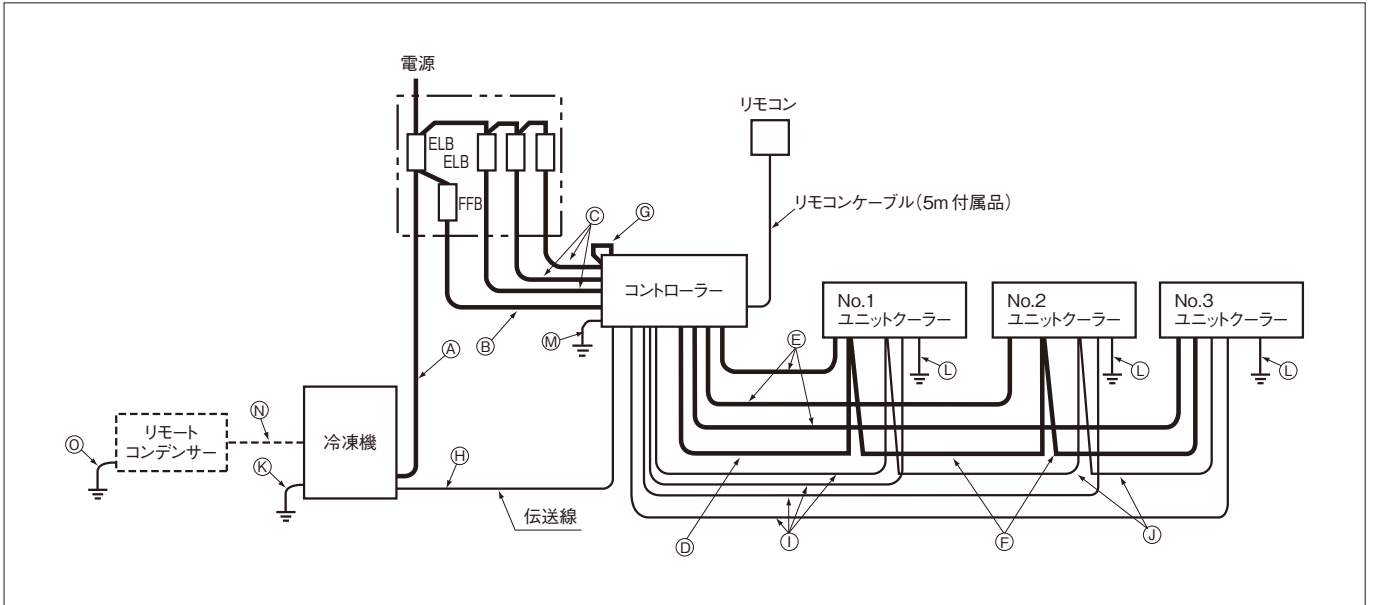 電源
リモコン
ELB
ELB
FFB
リモコンケーブル（5m 付属品）
Ⓒ
Ⓖ
コントローラー
No.1
ユニットクーラー
No.2
ユニットクーラー
No.3
ユニットクーラー
Ⓑ
Ⓜ
Ⓔ
Ⓛ
Ⓛ
Ⓛ
Ⓐ
リモート
コンデンサー
Ⓝ
Ⓞ
冷凍機
Ⓚ
Ⓗ
伝送線
Ⓓ
Ⓘ
Ⓕ
Ⓙ